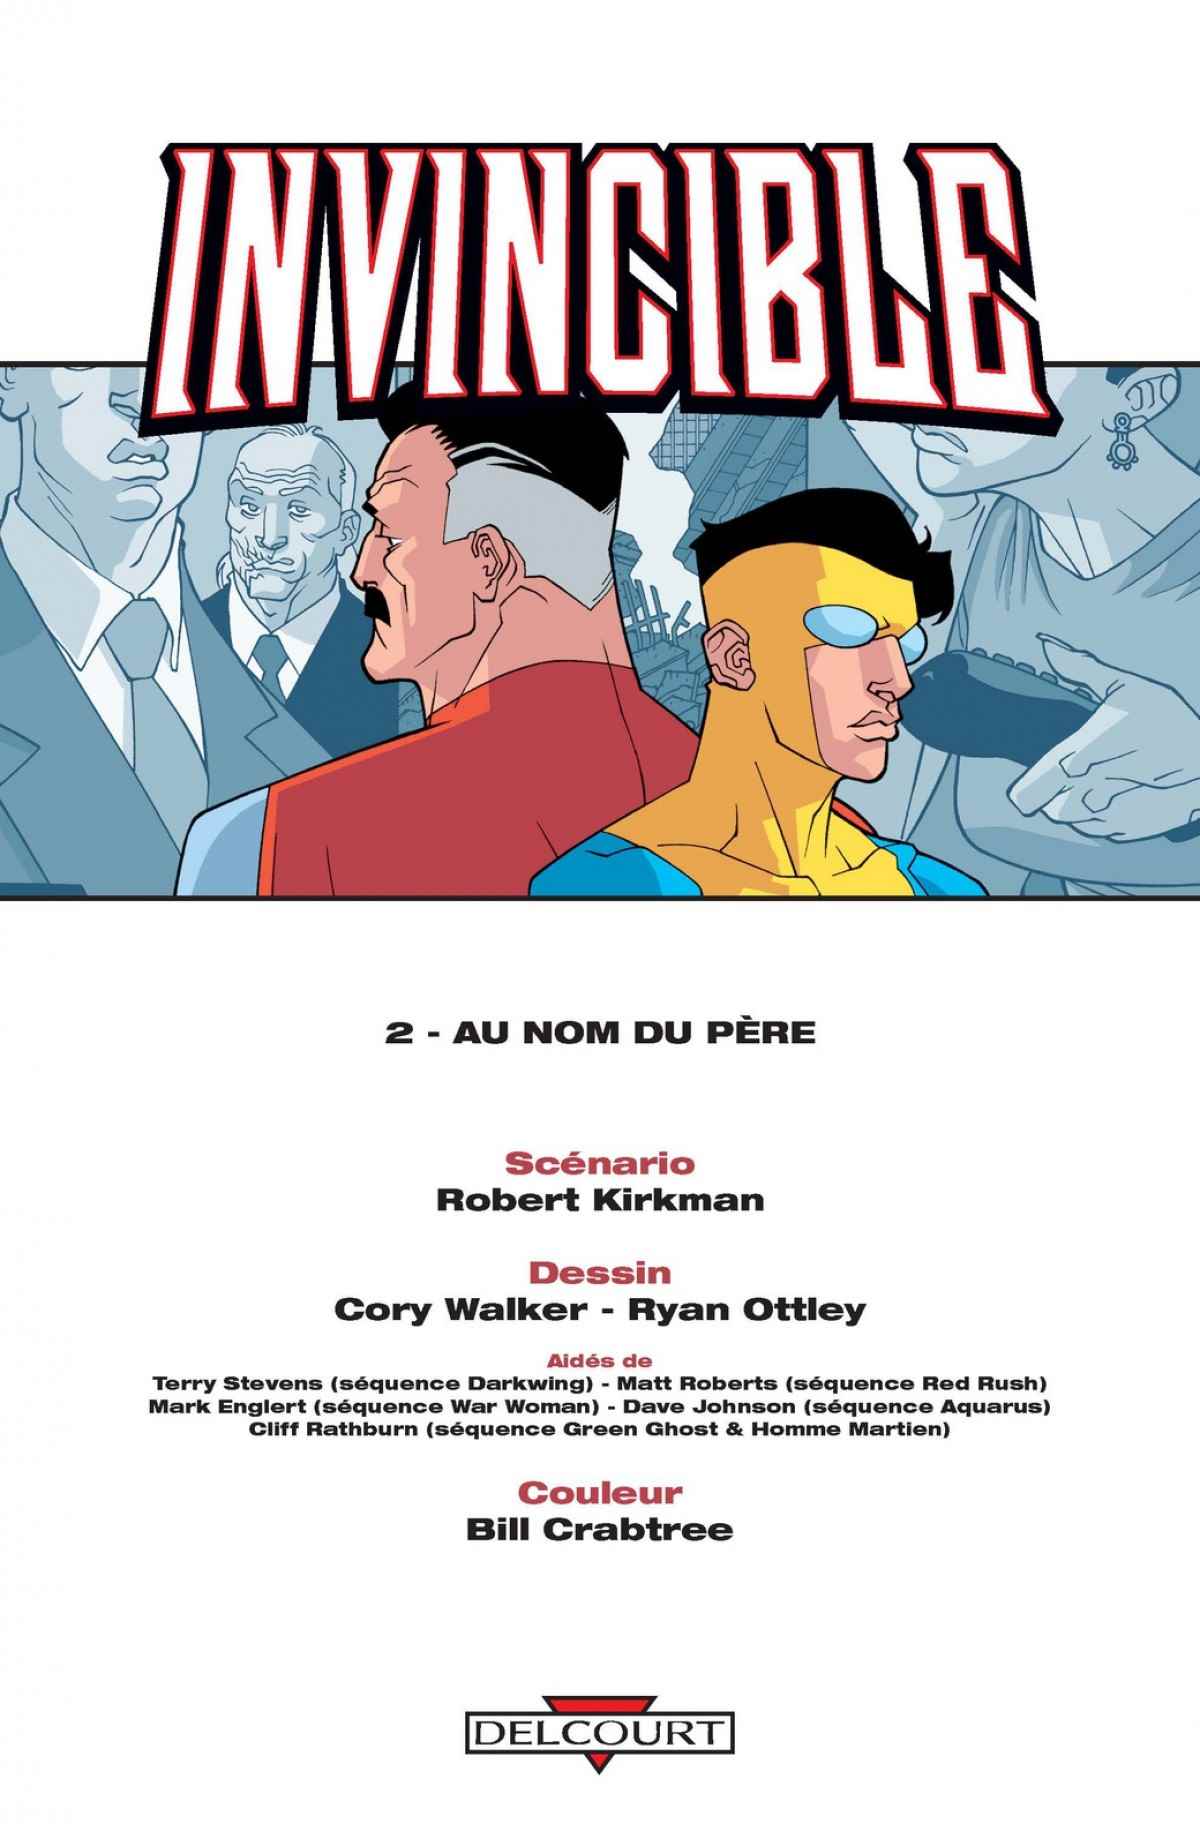 INVINCIBLE
2 - AU NOM DU PÈRE
Scénario
Robert Kirkman
Dessin
Cory Walker - Ryan Ottley
Aidés de
Terry Stevens (séquence Darkwing) - Matt Roberts (séquence Red Rush)
Mark Englert (séquence War Woman) - Dave Johnson (séquence Aquarus)
Cliff Rathburn (séquence Green Ghost & Homme Martien)
Couleur
Bill Crabtree
DELCOURT